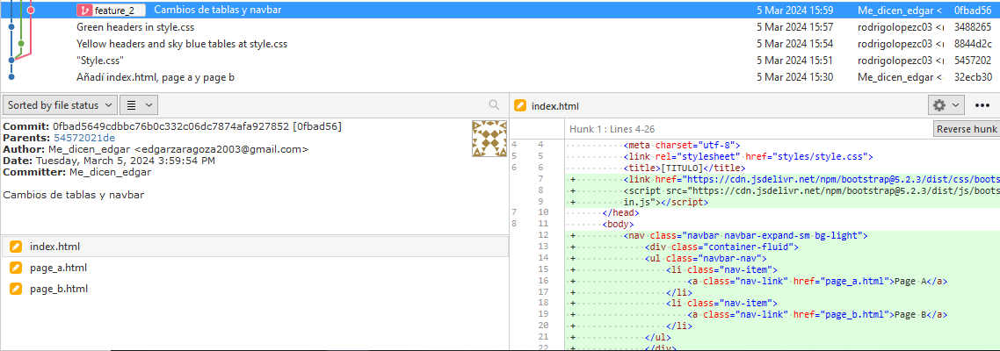 feature_2 Cambios de tablas y navbar 5 Mar 2024 15:59 Me_dicen_edgar < 0fbad56
Green headers in style.css 5 Mar 2024 15:57 rodrigolopezc03 <r 3488265
Yellow headers and sky blue tables at style.css 5 Mar 2024 15:54 rodrigolopezc03 <r 8844d2c
"Style.css" 5 Mar 2024 15:51 rodrigolopezc03 <r 5457202
Añadí index.html, page a y page b 5 Mar 2024 15:30 Me_dicen_edgar < 32ecb30
Sorted by file status
index.html
Commit: 0fbad5649cdbbc76b0c332c06dc7874afa927852 [0fbad56]
Parents: 54572021de
Author: Me_dicen_edgar <edgarzaragoza2003@gmail.com>
Date: Tuesday, March 5, 2024 3:59:54 PM
Committer: Me_dicen_edgar
Cambios de tablas y navbar
index.html
page_a.html
page_b.html
Hunk 1 : Lines 4-26 Reverse hunk
4 4 <meta charset="utf-8">
5 5 <link rel="stylesheet" href="styles/style.css">
6 6 <title>[TITULO]</title>
7 + <link href="https://cdn.jsdelivr.net/npm/bootstrap@5.2.3/dist/css/boots
8 + <script src="https://cdn.jsdelivr.net/npm/bootstrap@5.2.3/dist/js/boots
9 + in.js"></script>
7 10 </head>
8 11 <body>
12 + <nav class="navbar navbar-expand-sm bg-light">
13 + <div class="container-fluid">
14 + <ul class="navbar-nav">
15 + <li class="nav-item">
16 + <a class="nav-link" href="page_a.html">Page A</a>
17 + </li>
18 + <li class="nav-item">
19 + <a class="nav-link" href="page_b.html">Page B</a>
20 + </li>
21 + </ul>
22 + </div>